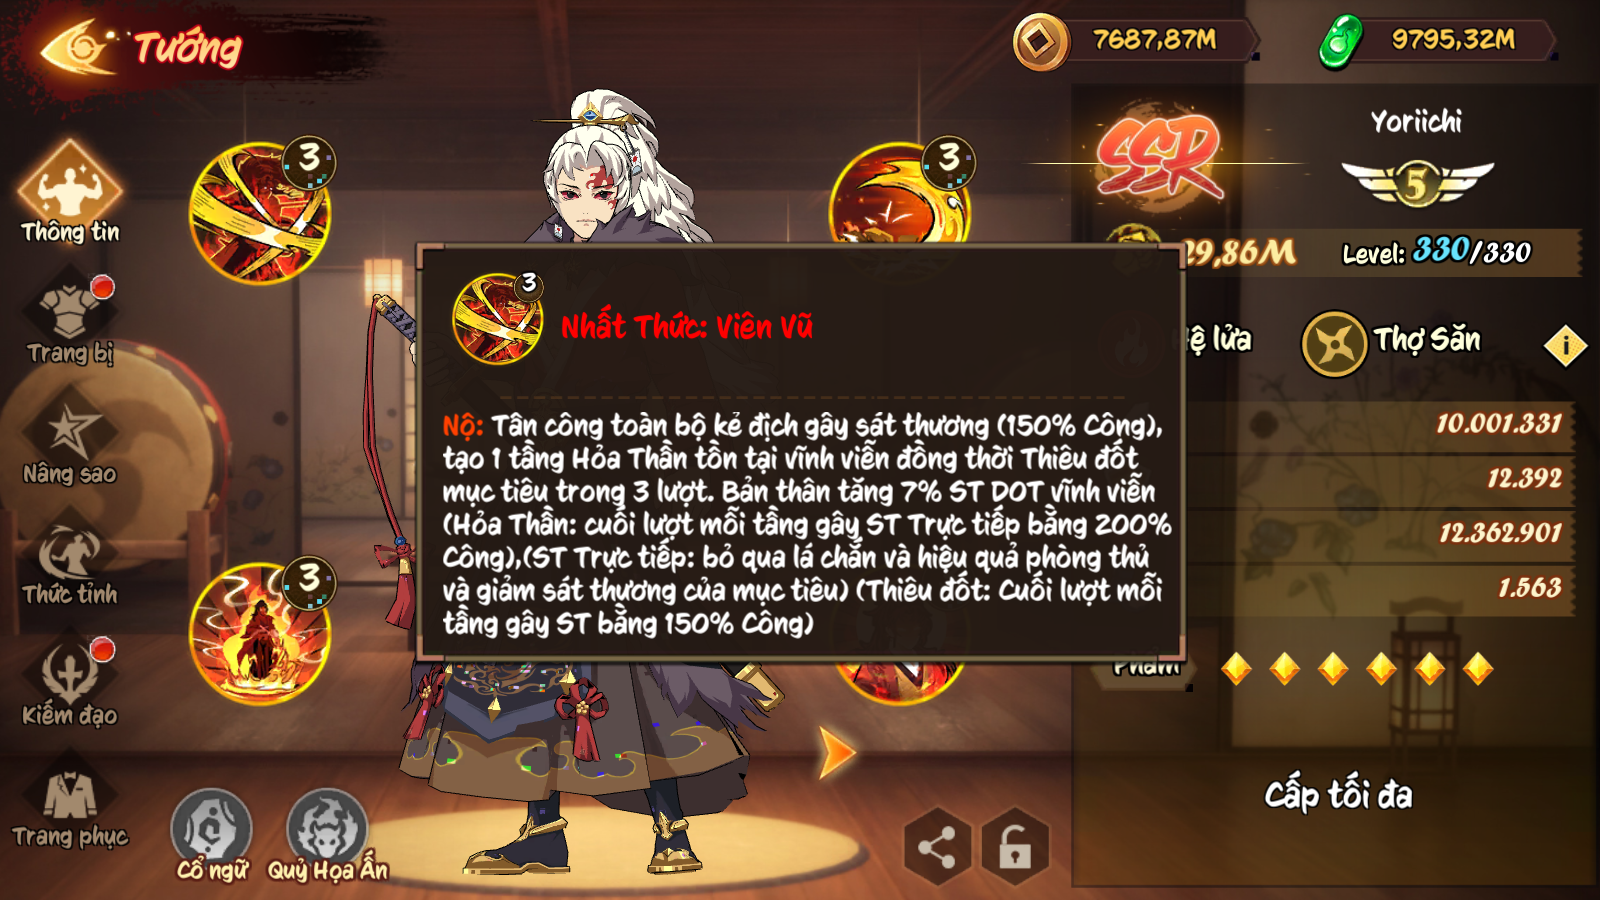 Tướng
7687,87M
9795,32M
Thông tin
Trang bị
Nâng sao
Thức tỉnh
Kiếm đạo
Trang phục
3
3
3
SSR
Yoriichi
5
29,86M
Level: 330/330
Hệ lửa
Thợ Săn
i
10.001.331
12.392
12.362.901
1.563
Phẩm
Cấp tối đa
3
Nhất Thức: Viên Vũ
Nộ: Tấn công toàn bộ kẻ địch gây sát thương (150% Công),
tạo 1 tầng Hỏa Thần tồn tại vĩnh viễn đồng thời Thiêu đốt
mục tiêu trong 3 lượt. Bản thân tăng 7% ST DOT vĩnh viễn
(Hỏa Thần: cuối lượt mỗi tầng gây ST Trực tiếp bằng 200%
Công),(ST Trực tiếp: bỏ qua lá chắn và hiệu quả phòng thủ
và giảm sát thương của mục tiêu) (Thiêu đốt: Cuối lượt mỗi
tầng gây ST bằng 150% Công)
Cổ ngữ
Quỷ Họa Ấn